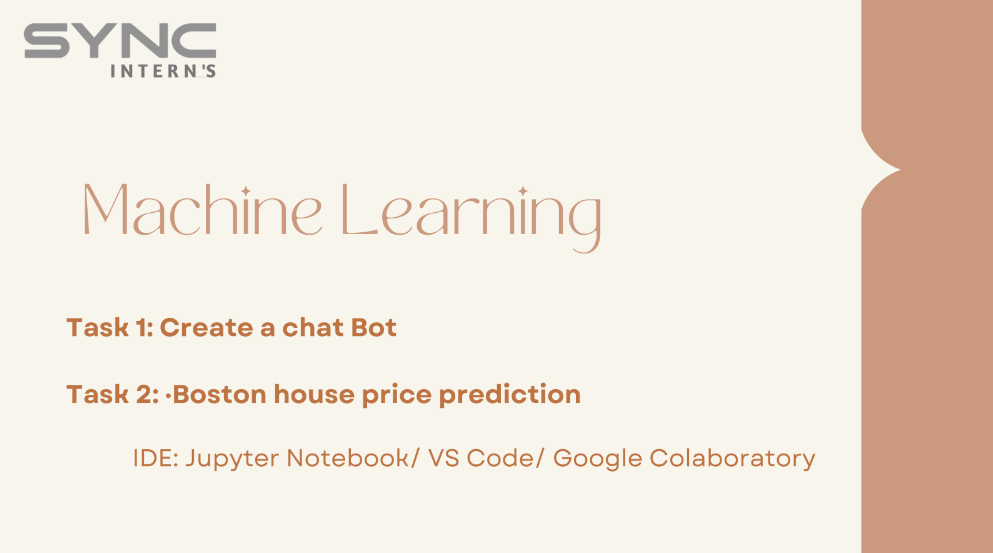 SYNC
INTERN'S
Machine Learning
Task 1: Create a chat Bot
Task 2: ·Boston house price prediction
IDE: Jupyter Notebook/ VS Code/ Google Colaboratory